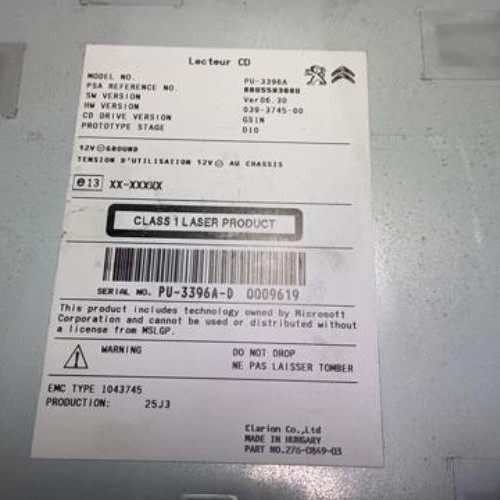 Lecteur CD
MODEL NO. PU-3396A
PSA REFERENCE NO.
SW VERSION Ver06.30
HW VERSION 039-3745-00
CD DRIVE VERSION GSIM
PROTOTYPE STAGE D10
12V GROUND
TENSION D'UTILISATION 12V AU CHASSIS
e13 XX-XXXXX
CLASS 1 LASER PRODUCT
SERIAL NO. PU-3396A-D 0009619
This product includes technology owned by Microsoft
Corporation and cannot be used or distributed without
a license from MSLGP.
WARNING DO NOT DROP
NE PAS LAISSER TOMBER
EMC TYPE 1043745
PRODUCTION: 25J3
Clarion Co.,Ltd
MADE IN HUNGARY
PART NO.276-0849-03